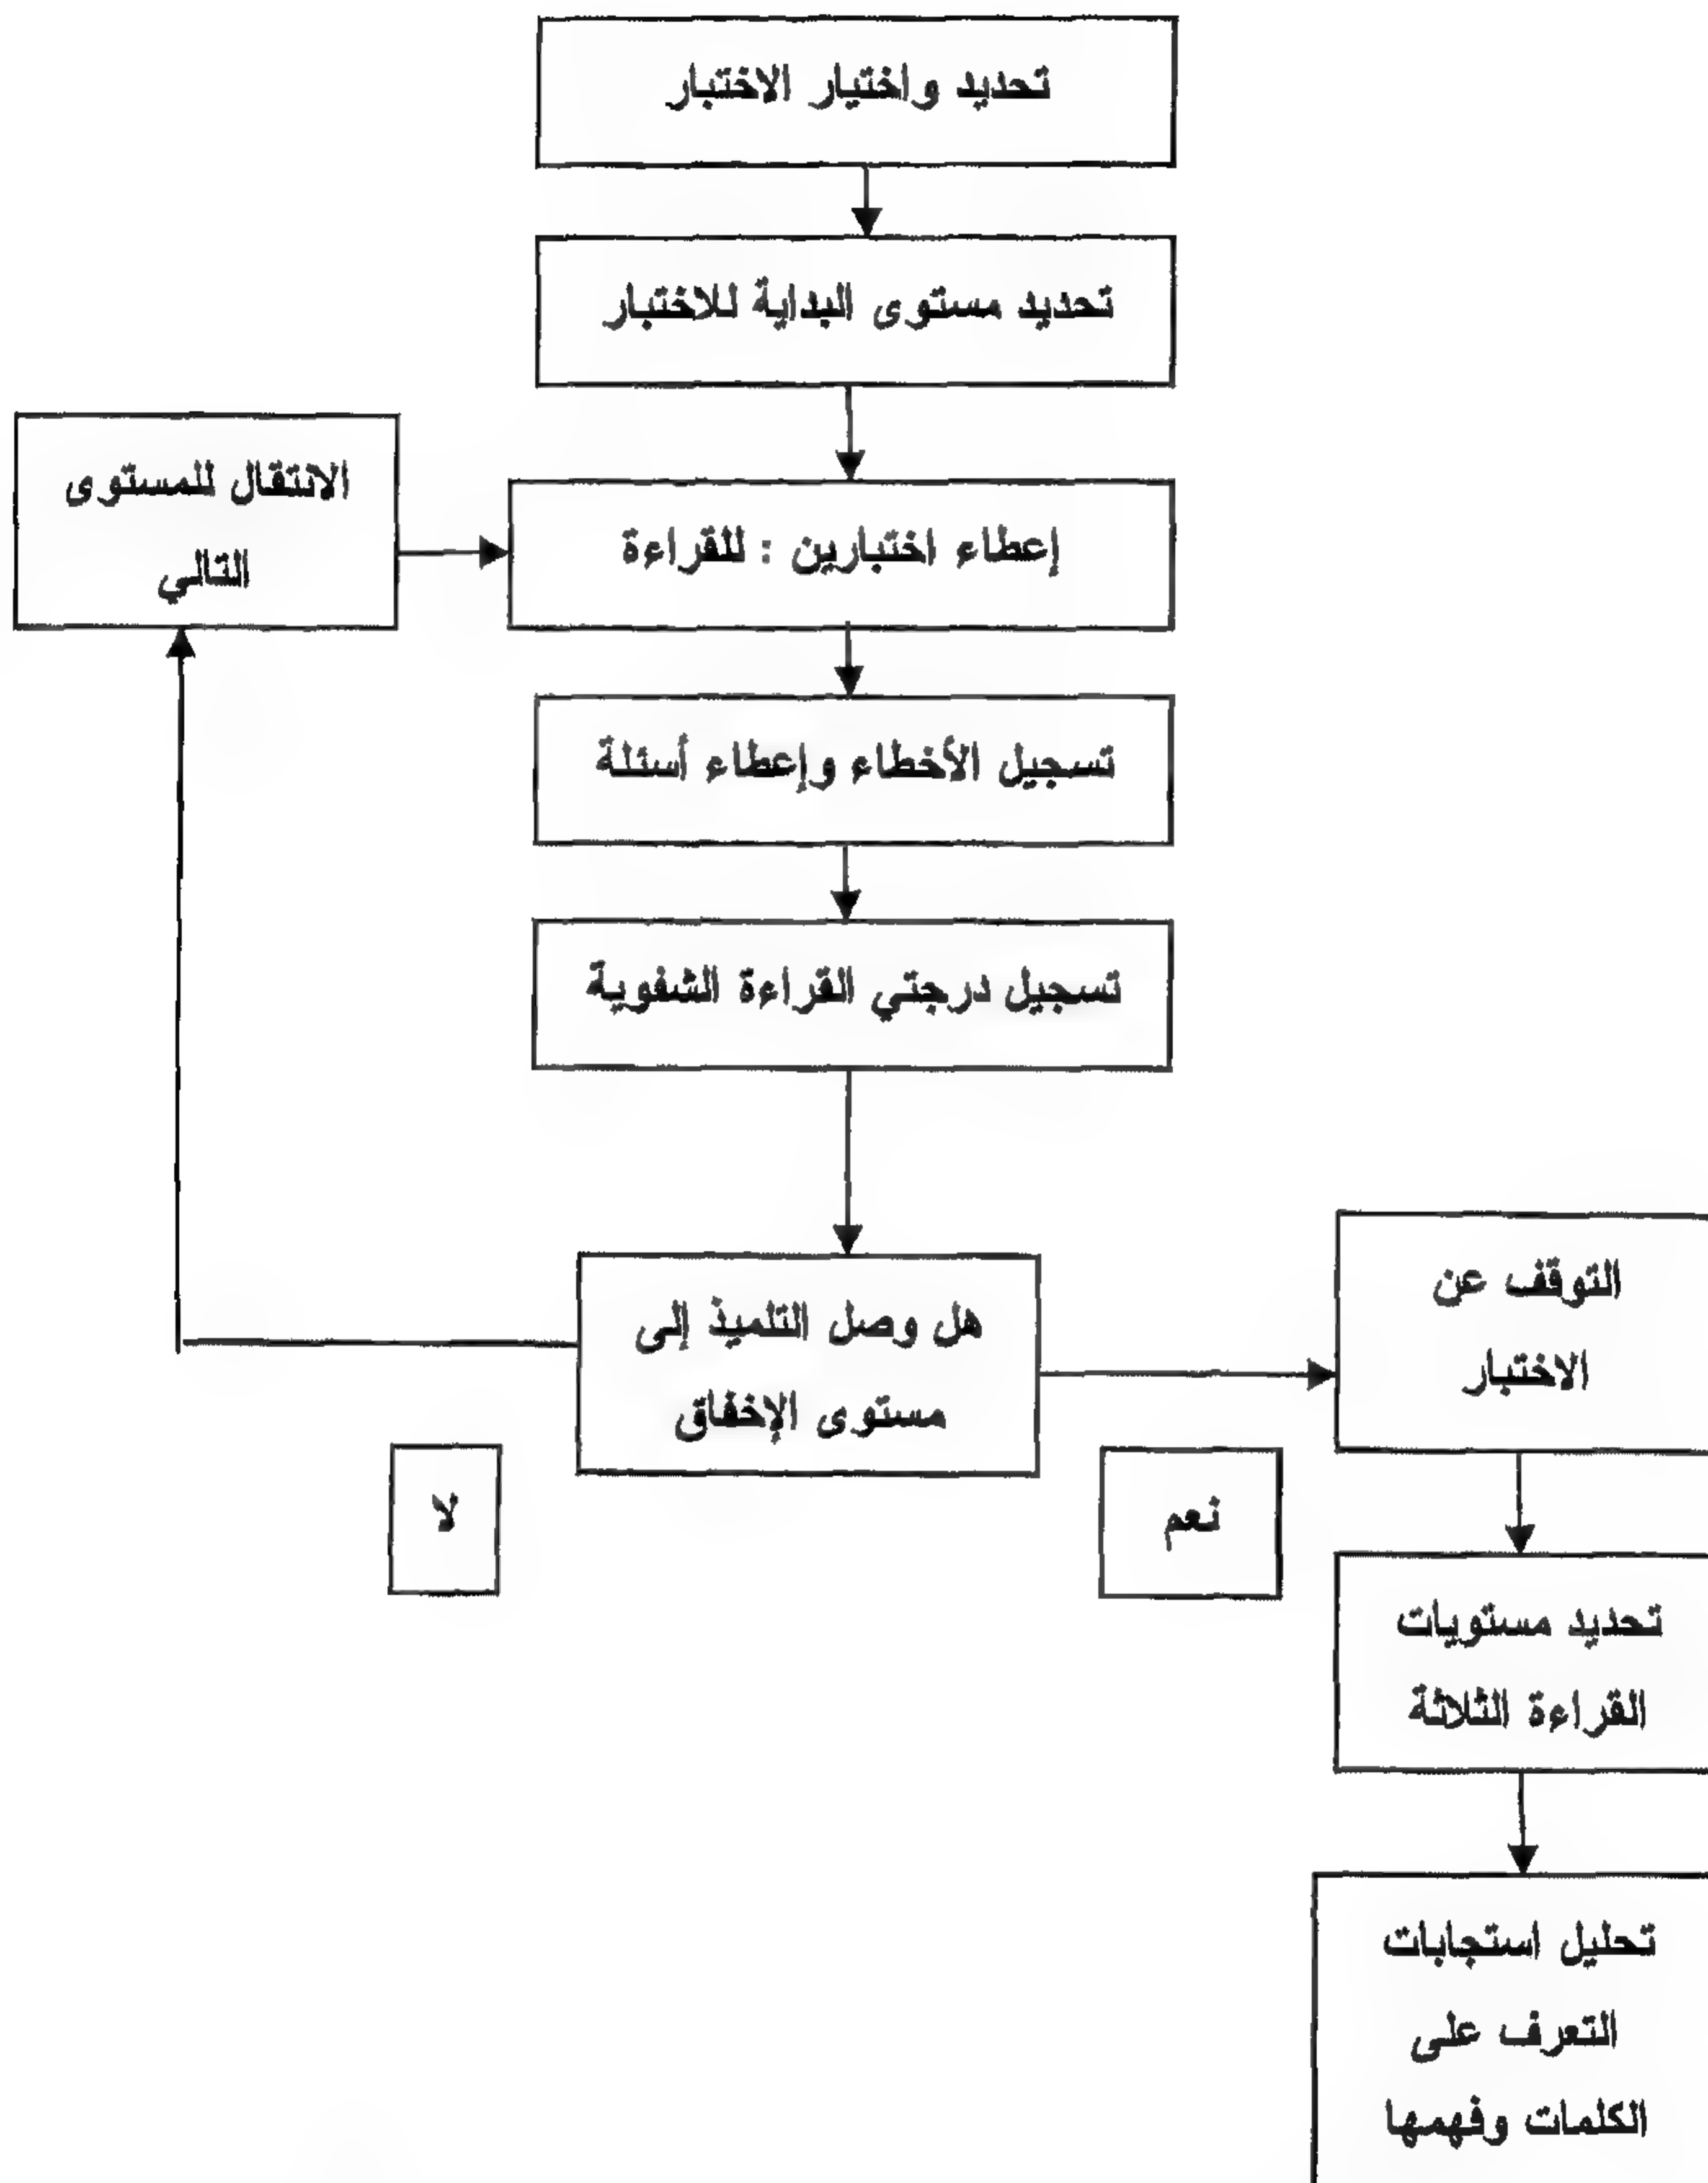 تحديد واختيار الاختبار
تحديد مستوى البداية للاختبار
الانتقال للمستوى
التالي
إعطاء اختبارين : للقراءة
تسجيل الأخطاء وإعطاء أسئلة
تسجيل درجتي القراءة الشفوية
هل وصل التلميذ إلى
مستوى الإخفاق
لا
نعم
التوقف عن
الاختبار
تحديد مستويات
القراءة الثلاثة
تحليل استجابات
التعرف على
الكلمات وفهمها